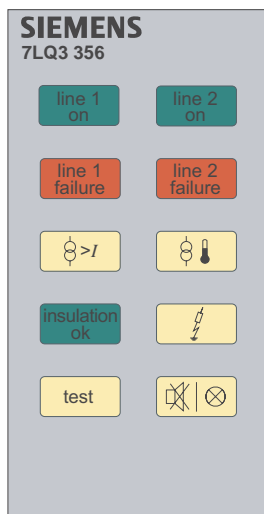 SIEMENS
7LQ3 356
line 1
on
line 2
on
line 1
failure
line 2
failure
>I
insulation
ok
test